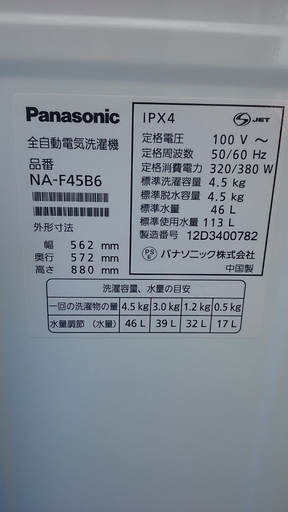 Panasonic
全自動電気洗濯機
品番
NA-F45B6
外形寸法
幅 562 mm
奥行 572 mm
高さ 880 mm
IPX4
S JET
定格電圧 100 V ～
定格周波数 50/60 Hz
定格消費電力 320/380 W
標準洗濯容量 4.5 kg
標準脱水容量 4.5 kg
標準水量 46 L
標準使用水量 113 L
製造番号 12D3400782
PS E パナソニック株式会社
中国製
洗濯容量、水量の目安
一回の洗濯物の量 4.5 kg 3.0 kg 1.2 kg 0.5 kg
水量調節（水量） 46 L 39 L 32 L 17 L